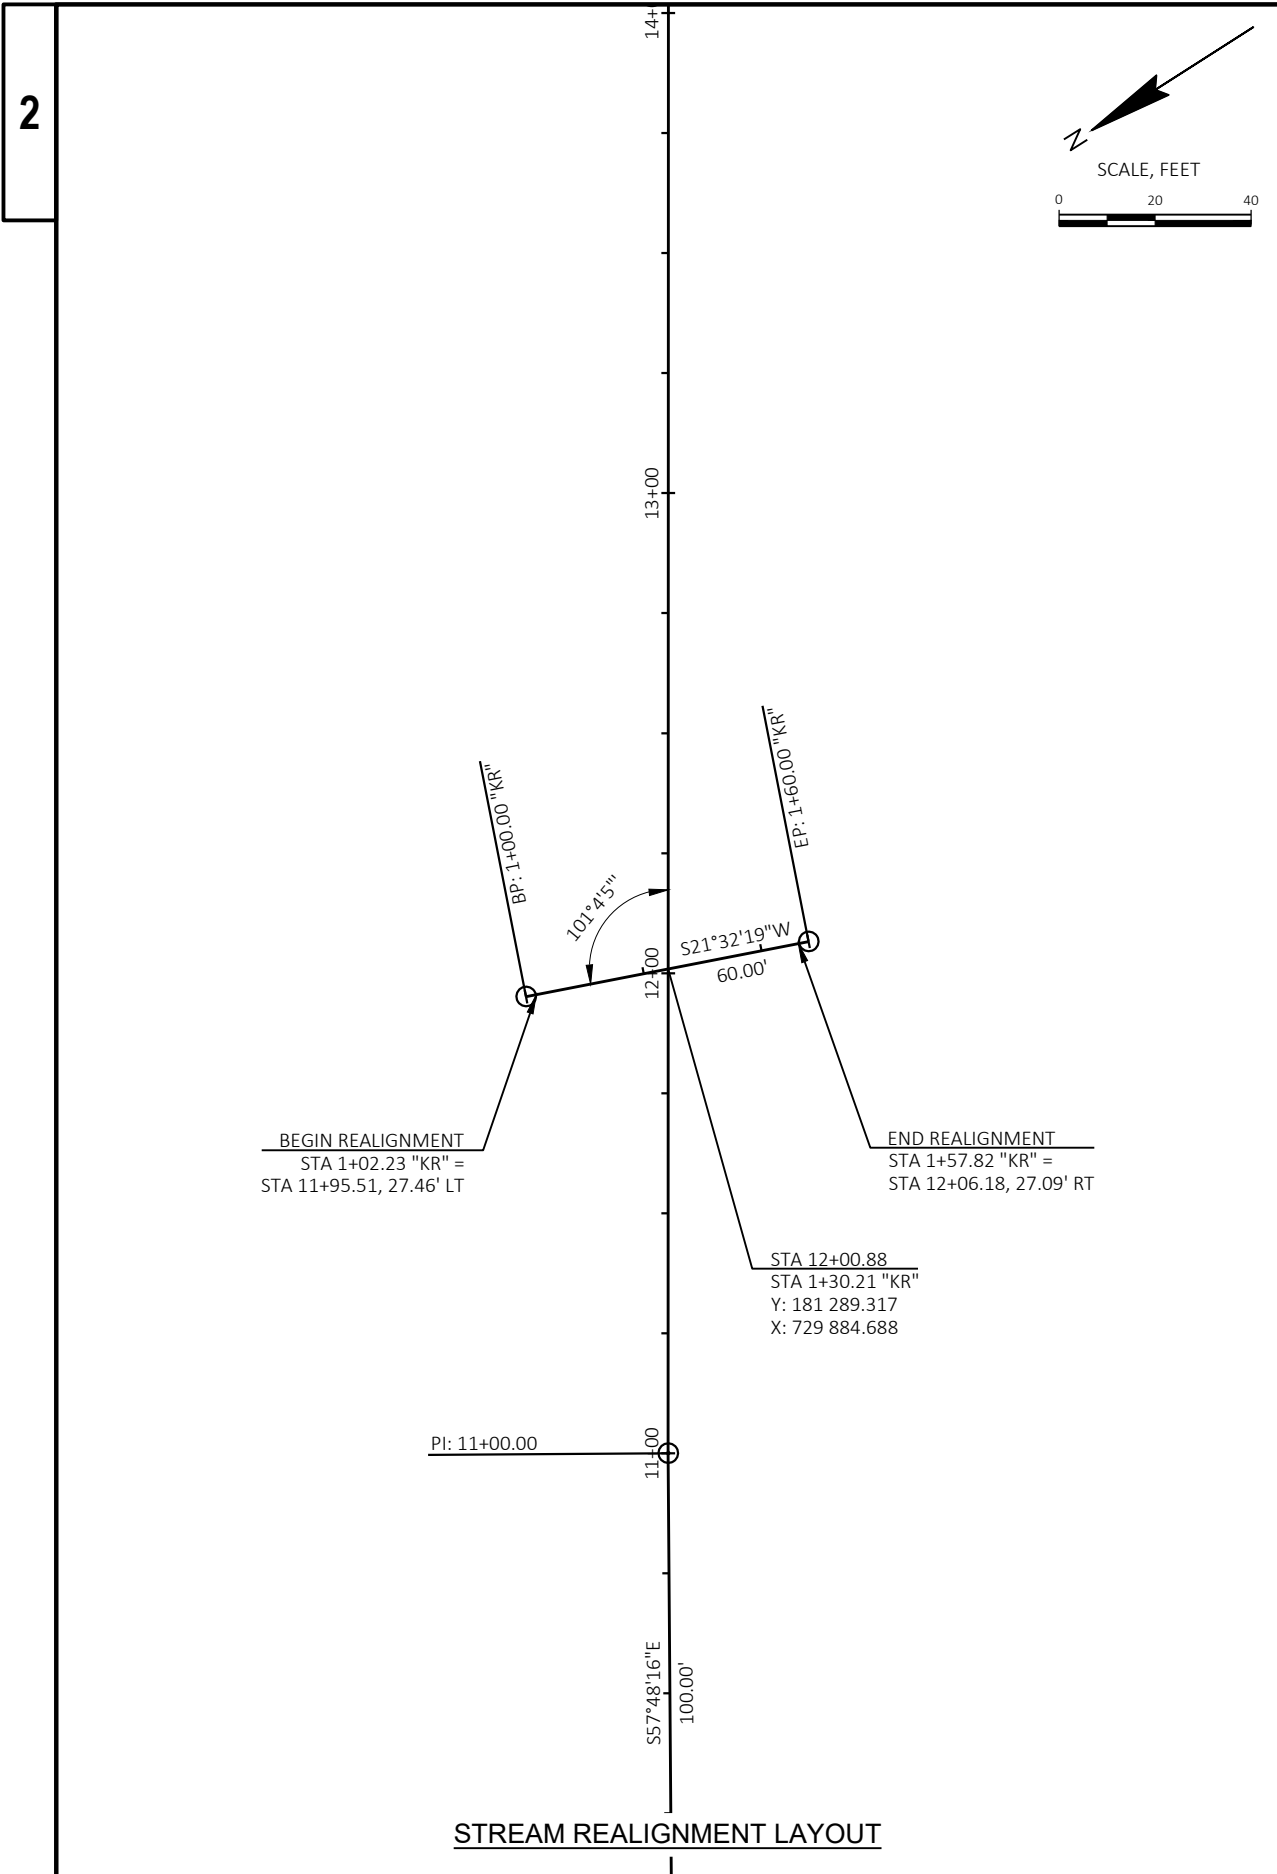 2
14+
N
SCALE, FEET
0 20 40
13+00
BP: 1+00.00 "KR"
EP: 1+60.00 "KR"
101°4'5"'
S21°32'19"W
60.00'
12+00
BEGIN REALIGNMENT
STA 1+02.23 "KR" =
STA 11+95.51, 27.46' LT
END REALIGNMENT
STA 1+57.82 "KR" =
STA 12+06.18, 27.09' RT
STA 12+00.88
STA 1+30.21 "KR"
Y: 181 289.317
X: 729 884.688
PI: 11+00.00
11+00
S57°48'16"E
100.00'
STREAM REALIGNMENT LAYOUT